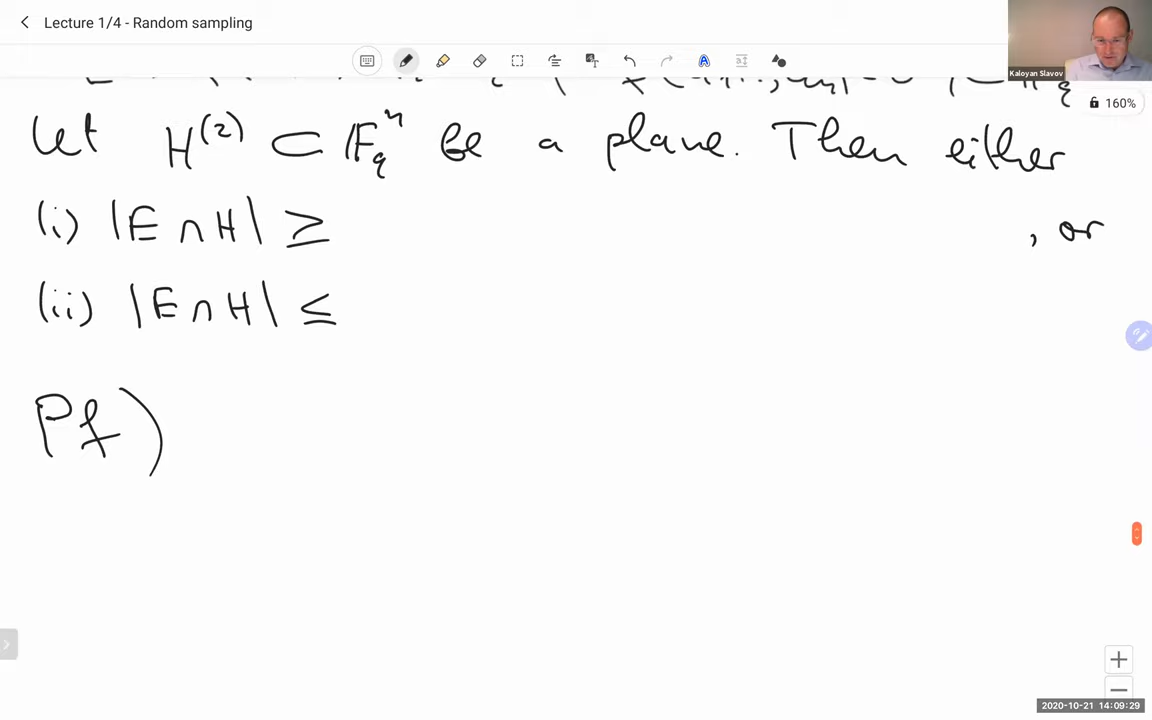 Lecture 1/4 - Random sampling
Kaloyan Slavov
160%
Let H^(2) ⊂ 𝔽_q^n be a plane. Then either
(i) |E ∩ H| ≥ , or
(ii) |E ∩ H| ≤
Pf)
2020-10-21 14:09:29